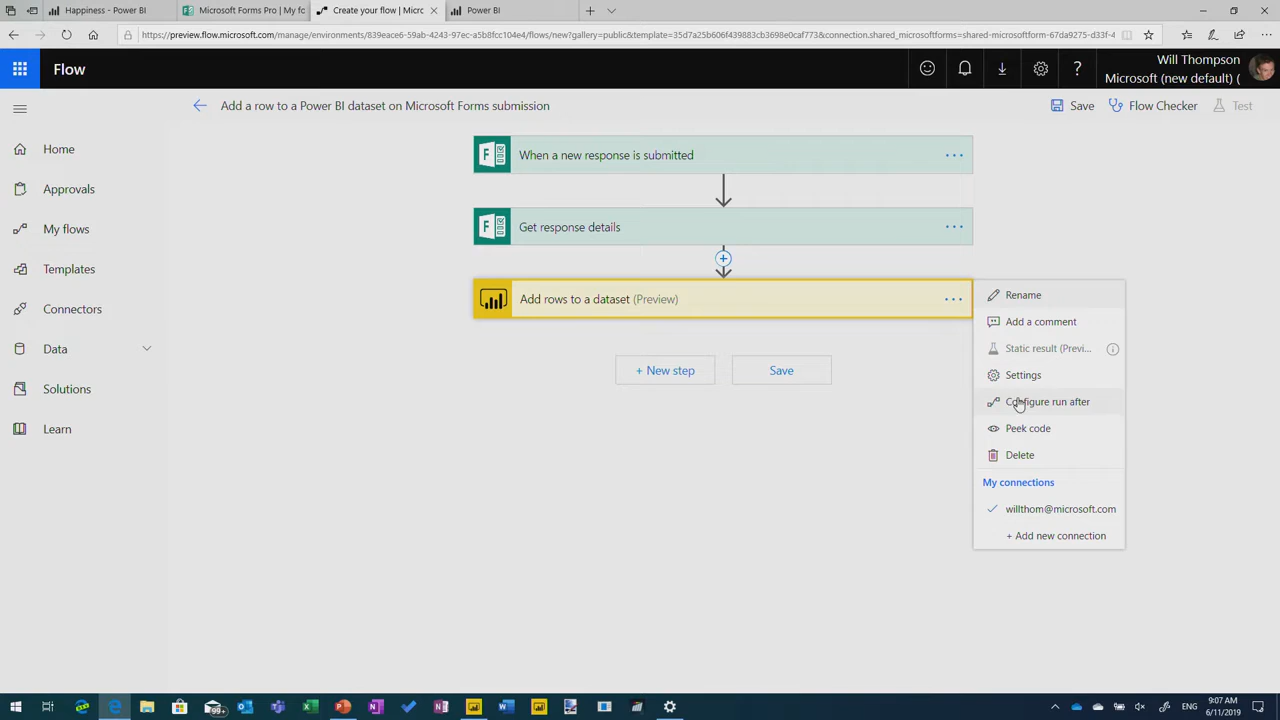 Happiness - Power BI
Microsoft Forms Pro | My fo
Create your flow | Micro
Power BI
https://preview.flow.microsoft.com/manage/environments/839eace6-59ab-4243-97ec-a5b8fcc104e4/flows/new?gallery=public&template=35d7a25b606f439883cb3698e0caf773&connection.shared_microsoftforms=shared-microsoftform-67da9275-d33f-4
Flow
Will Thompson
Microsoft (new default) (
Add a row to a Power BI dataset on Microsoft Forms submission
Save
Flow Checker
Test
Home
Approvals
My flows
Templates
Connectors
Data
Solutions
Learn
F
When a new response is submitted
F
Get response details
Add rows to a dataset (Preview)
+ New step
Save
Rename
Add a comment
Static result (Previ...
Settings
Configure run after
Peek code
Delete
My connections
willthom@microsoft.com
+ Add new connection
99+
ENG
9:07 AM
6/11/2019